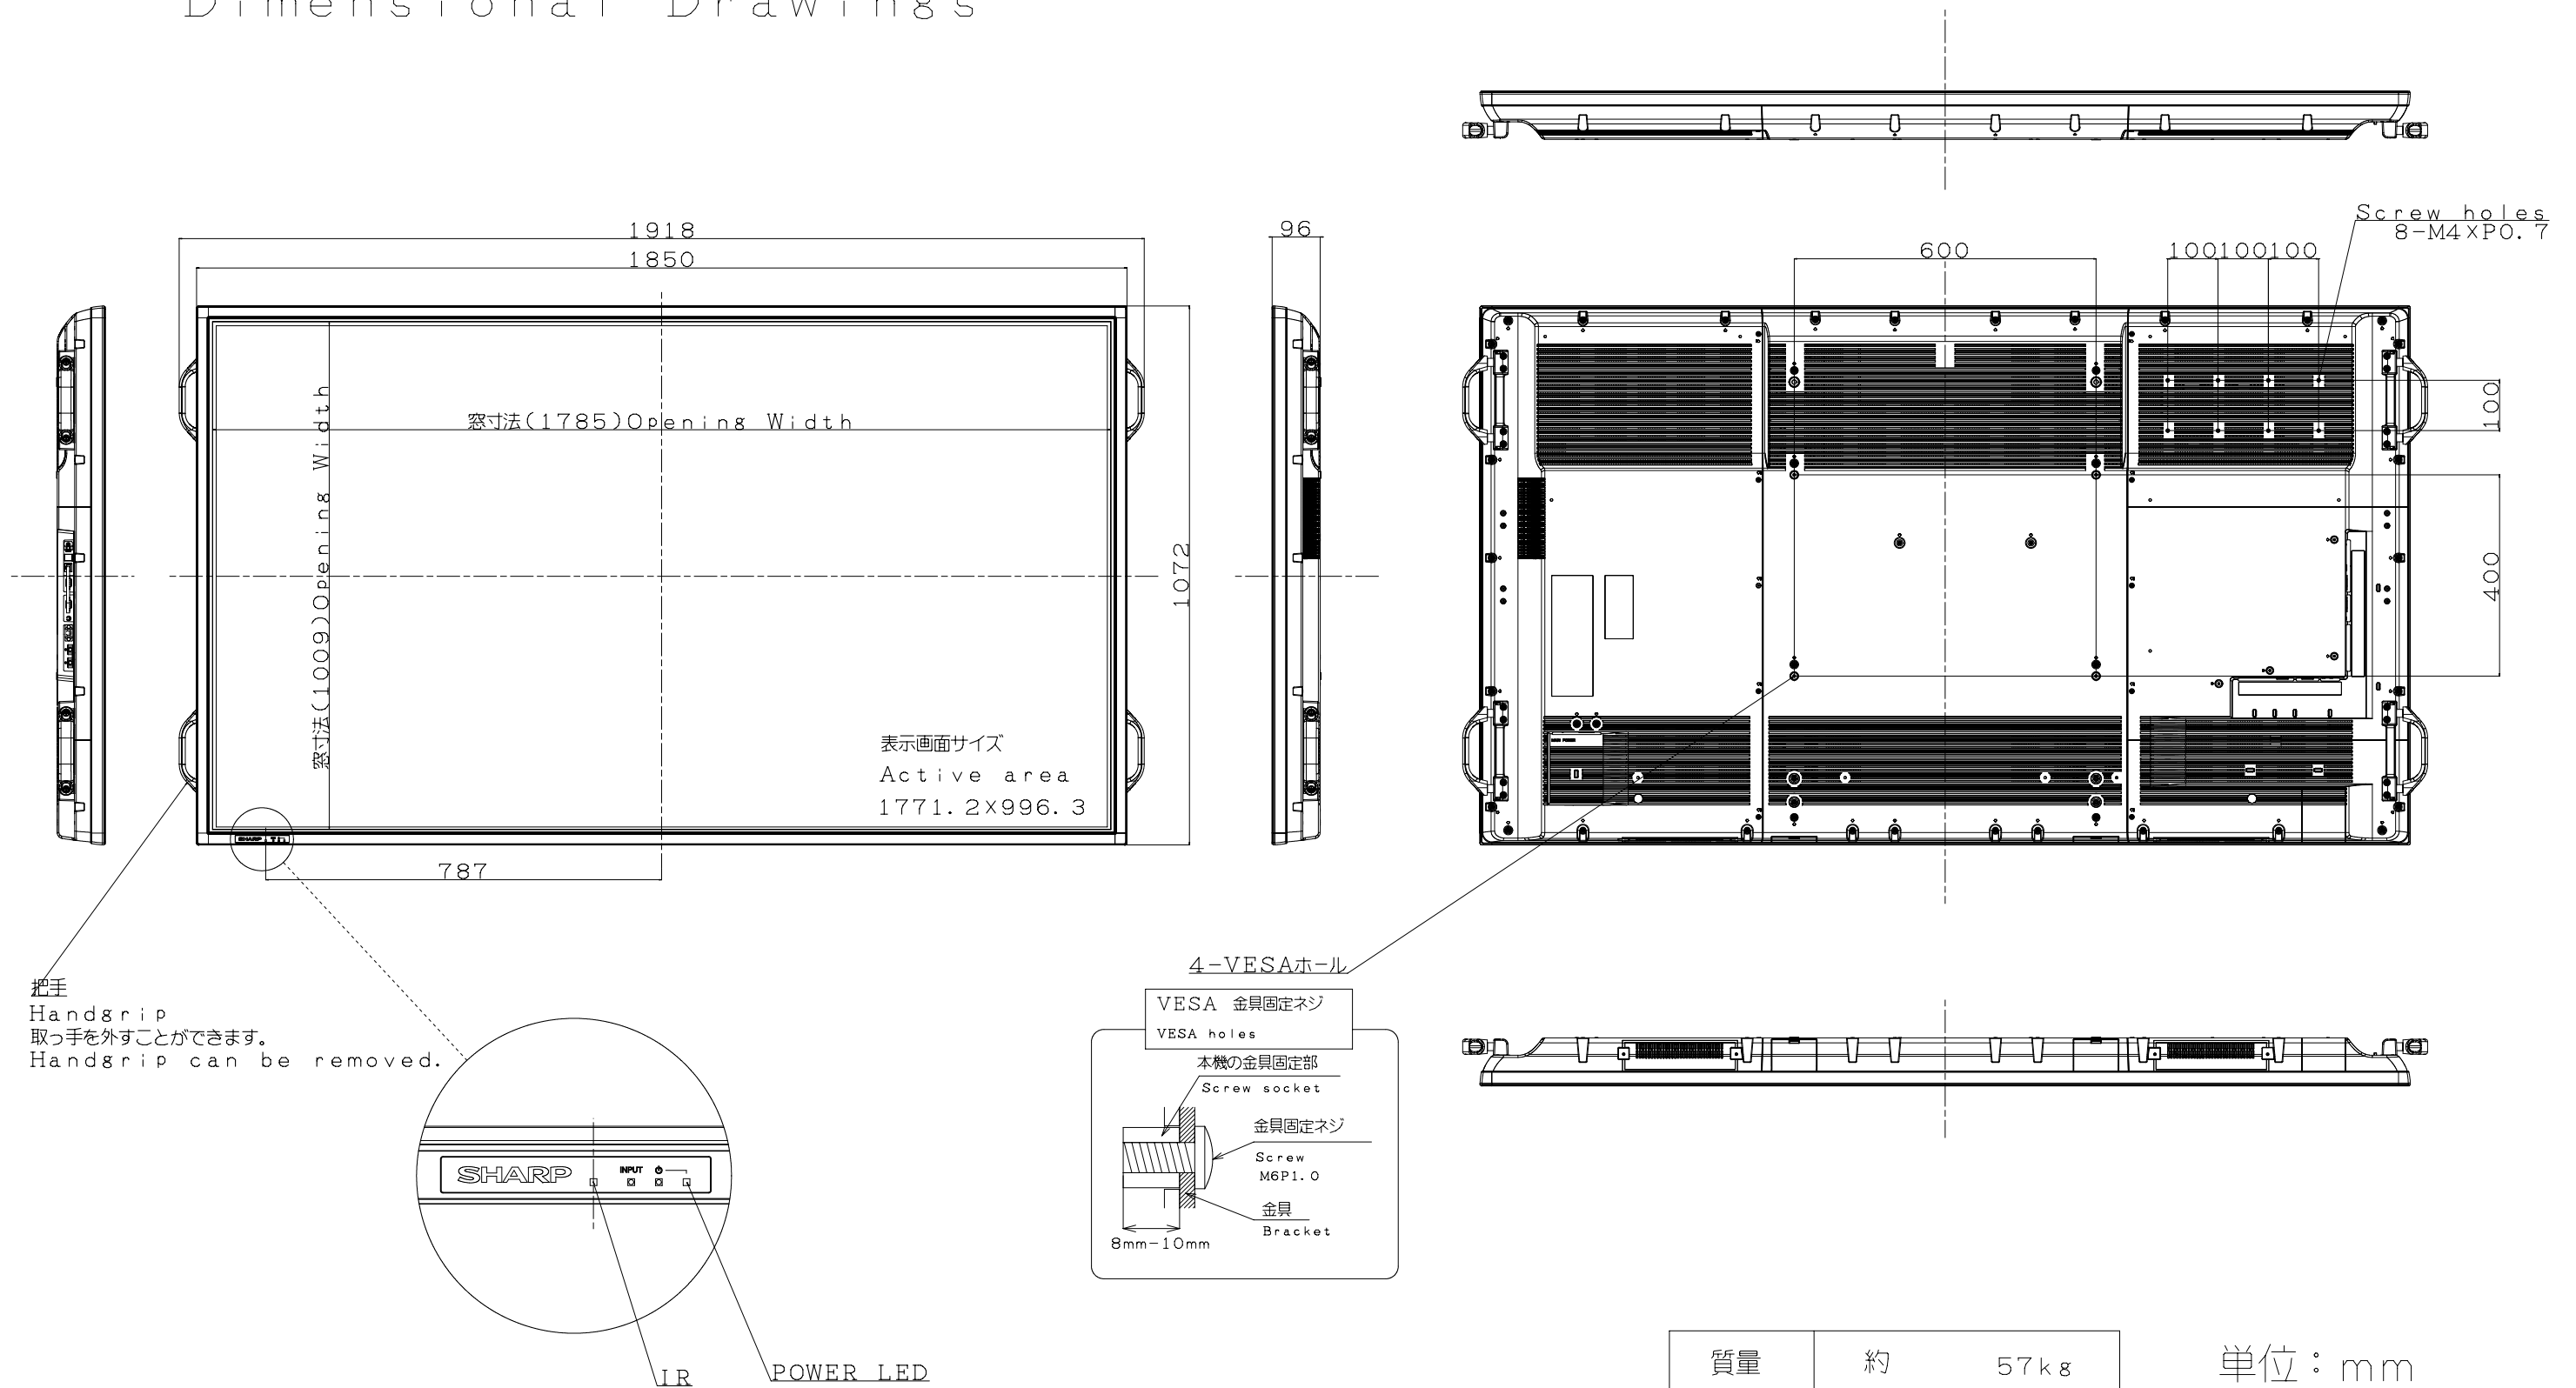 Dimensional Drawings
1918
1850
96
600
100100100
Screw holes
8-M4×P0.7
窓寸法(1785)Opening Width
窓寸法(1009)Opening Width
1072
100
400
表示画面サイズ
Active area
1771.2×996.3
SHARP
787
把手
Handgrip
取っ手を外すことができます。
Handgrip can be removed.
SHARP
INPUT
IR
POWER LED
4-VESAホール
VESA 金具固定ネジ
VESA holes
本機の金具固定部
Screw socket
金具固定ネジ
Screw
M6P1.0
金具
Bracket
8mm-10mm
質量 約 57kg
単位:mm